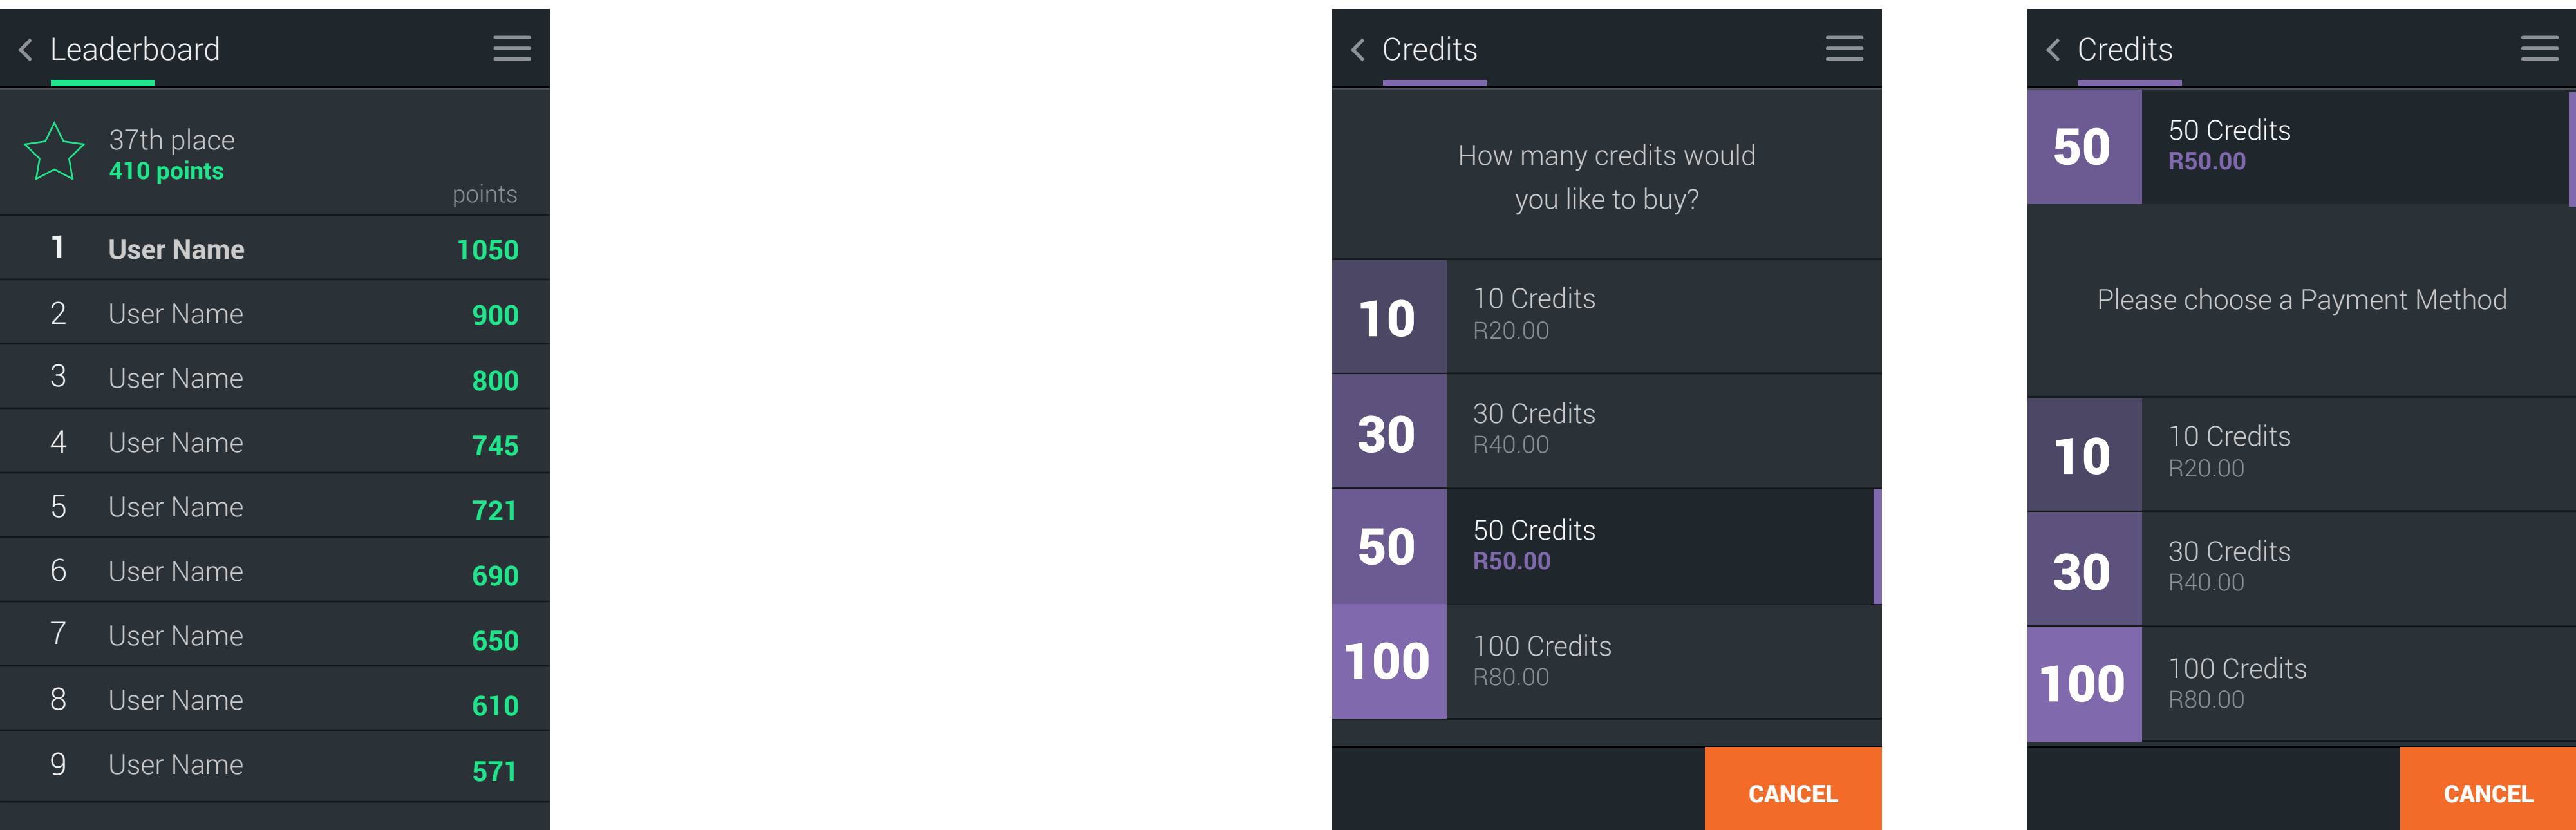 Leaderboard
37th place
410 points
points
1 User Name 1050
2 User Name 900
3 User Name 800
4 User Name 745
5 User Name 721
6 User Name 690
7 User Name 650
8 User Name 610
9 User Name 571
Credits
How many credits would
you like to buy?
10
10 Credits
R20.00
30
30 Credits
R40.00
50
50 Credits
R50.00
100
100 Credits
R80.00
CANCEL
Credits
50
50 Credits
R50.00
Please choose a Payment Method
10
10 Credits
R20.00
30
30 Credits
R40.00
100
100 Credits
R80.00
CANCEL